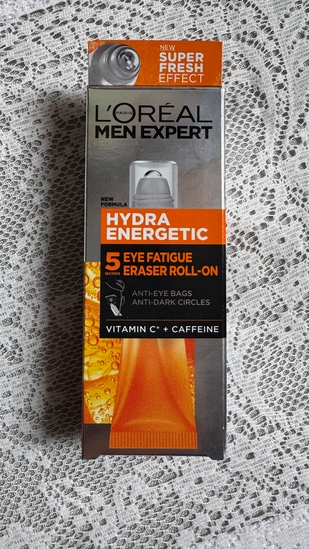 NEW
SUPER
FRESH
EFFECT
L'ORÉAL
PARIS
MEN EXPERT
NEW
FORMULA
HYDRA
ENERGETIC
5 EYE FATIGUE
SECONDS ERASER ROLL-ON
ANTI-EYE BAGS
ANTI-DARK CIRCLES
VITAMIN C* + CAFFEINE